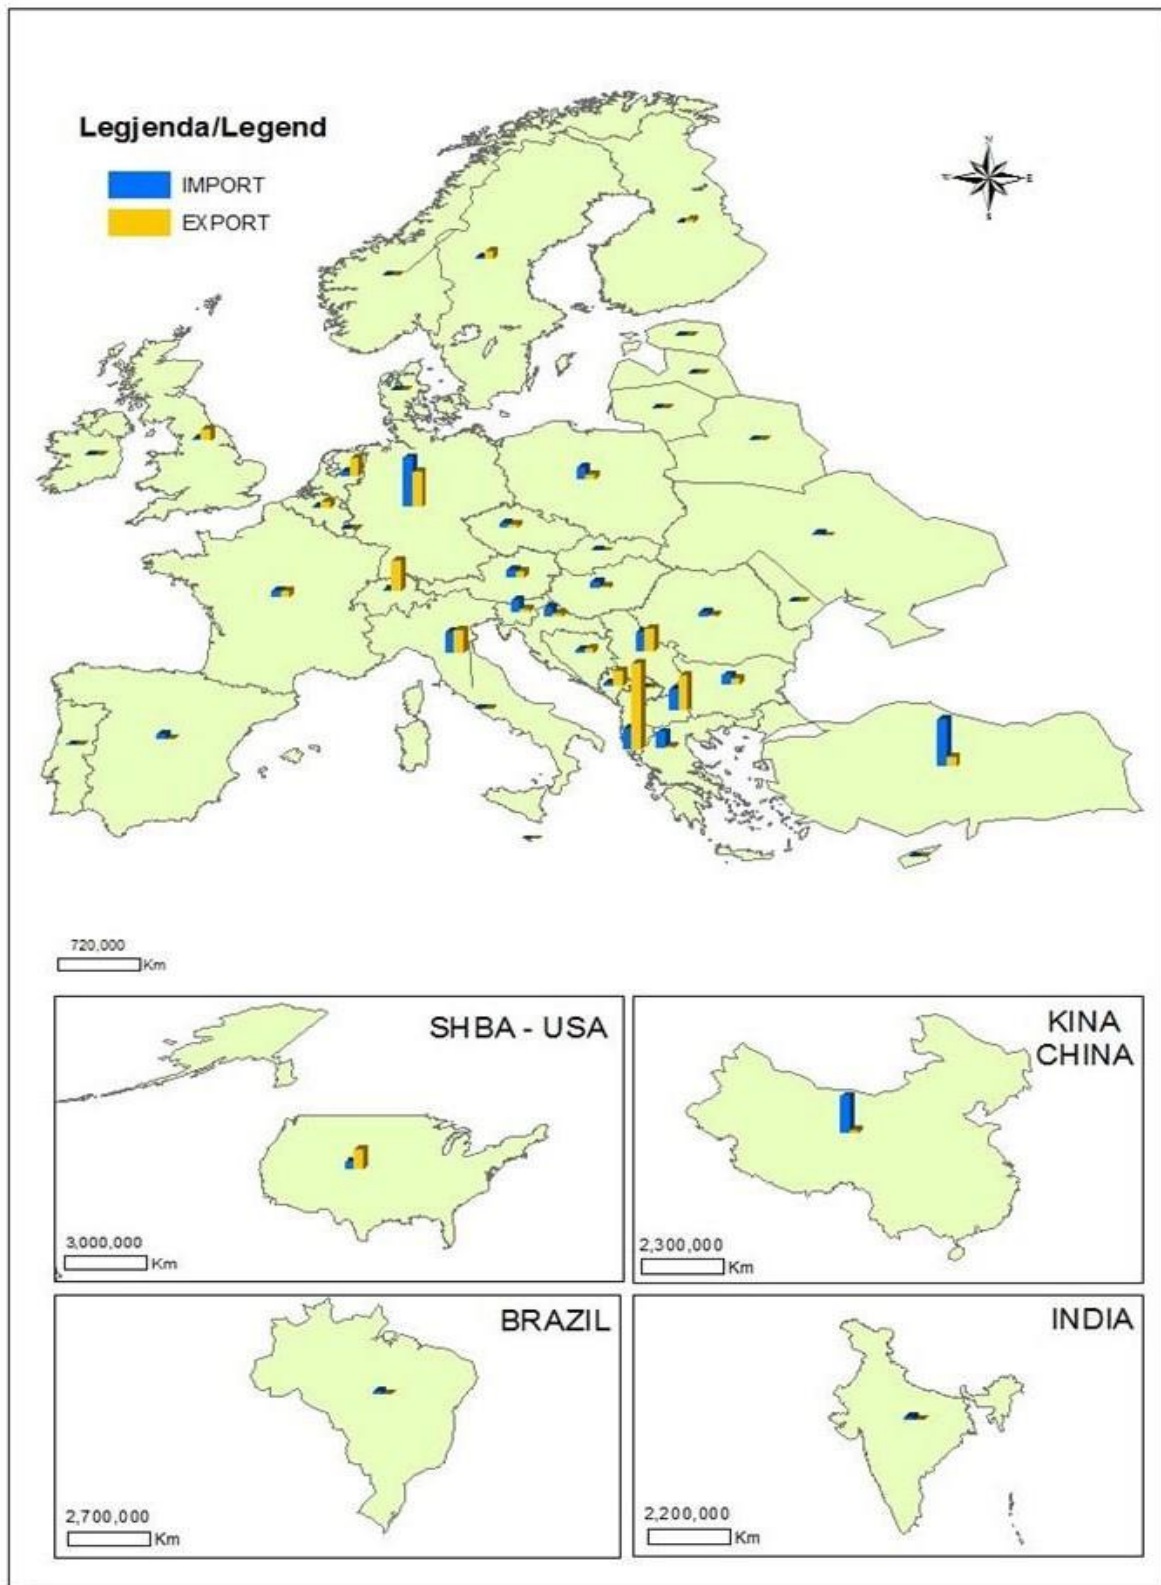 Legjenda/Legend
IMPORT
EXPORT
N
E
S
720,000
Km
SHBA - USA
3,000,000
Km
KINA
CHINA
2,300,000
Km
BRAZIL
2,700,000
Km
INDIA
2,200,000
Km